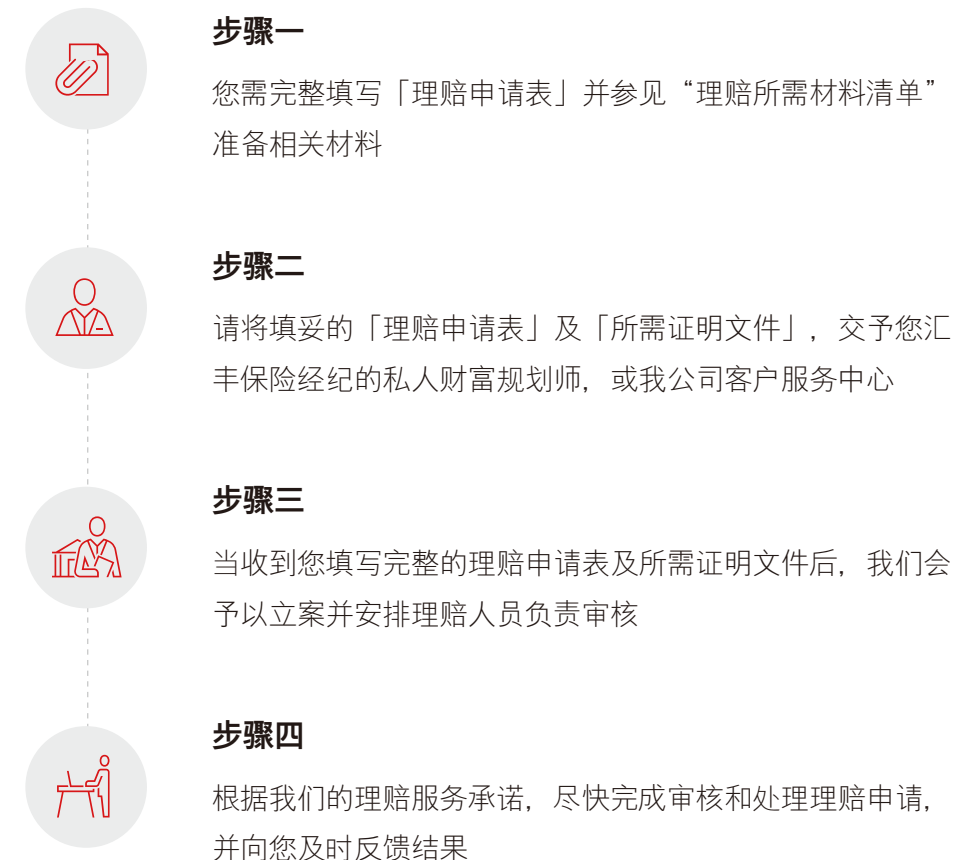 步骤一
您需完整填写「理赔申请表」并参见“理赔所需材料清单”
准备相关材料
步骤二
请将填妥的「理赔申请表」及「所需证明文件」，交予您汇
丰保险经纪的私人财富规划师，或我公司客户服务中心
步骤三
当收到您填写完整的理赔申请表及所需证明文件后，我们会
予以立案并安排理赔人员负责审核
步骤四
根据我们的理赔服务承诺，尽快完成审核和处理理赔申请，
并向您及时反馈结果